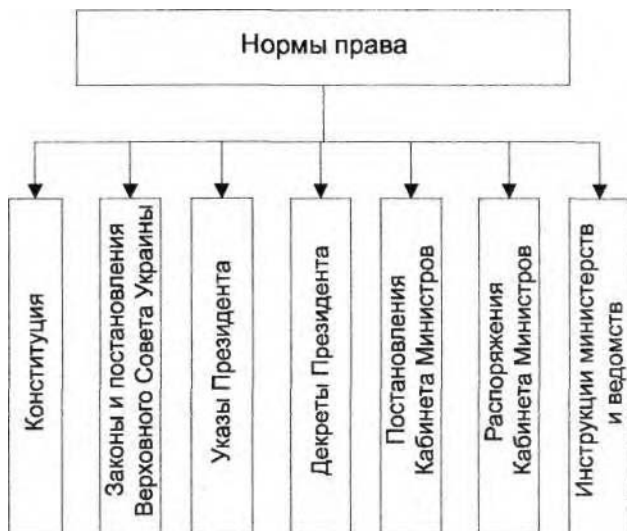 Нормы права
Конституция
Законы и постановления
Верховного Совета Украины
Указы Президента
Декреты Президента
Постановления
Кабинета Министров
Распоряжения
Кабинета Министров
Инструкции министерств
и ведомств